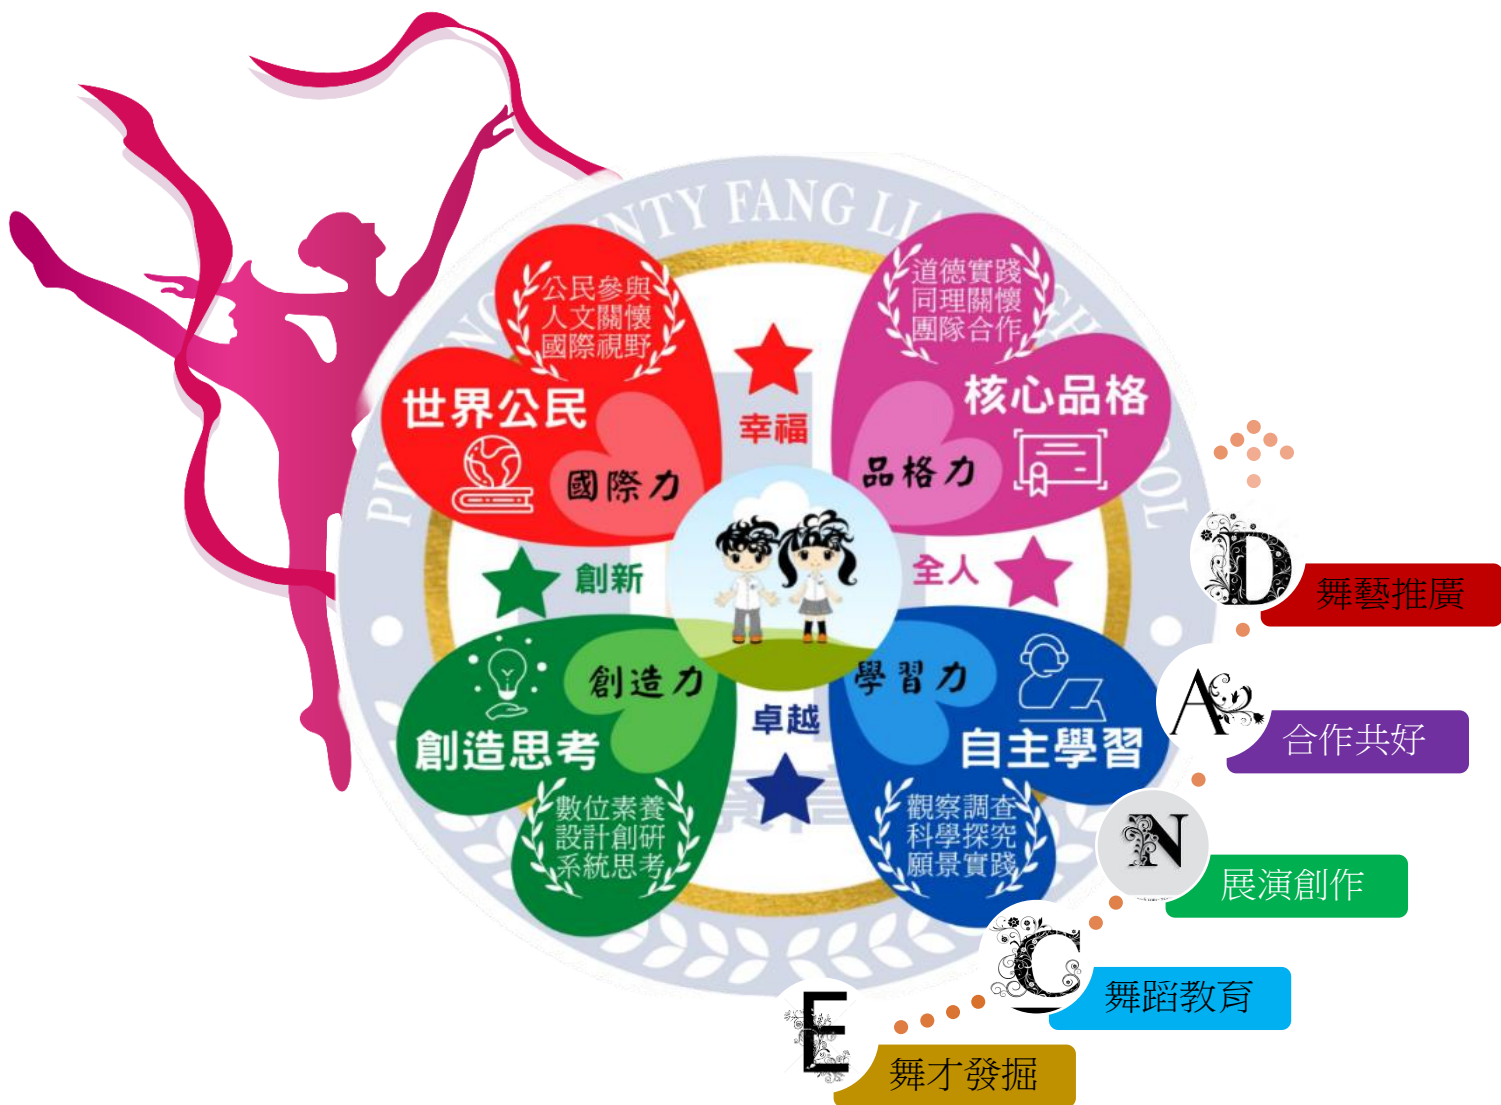 FANG
公民參與
人文關懷
國際視野
世界公民
國際力
道德實踐
同理關懷
團隊合作
核心品格
品格力
幸福
創新
全人
卓越
創造力
創造思考
數位素養
設計創研
系統思考
學習力
自主學習
觀察調查
科學探究
願景實踐
D
舞藝推廣
A
合作共好
N
展演創作
C
舞蹈教育
E
舞才發掘